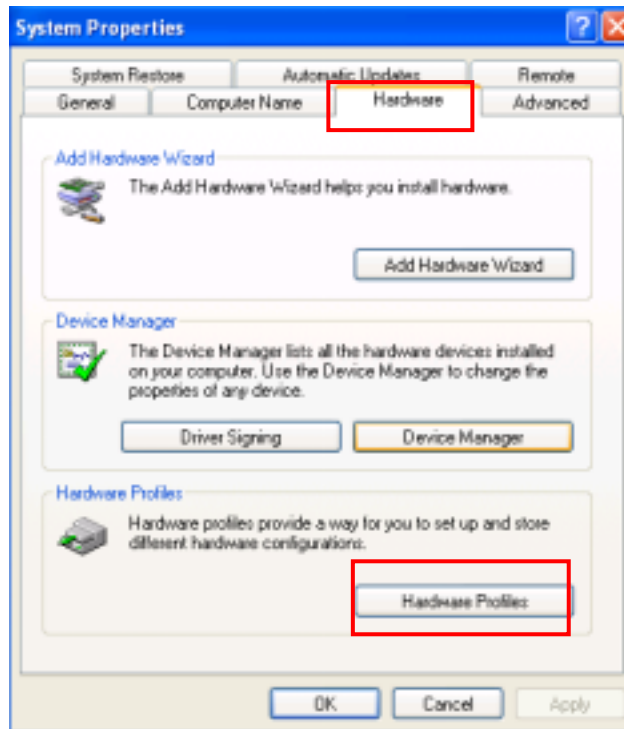 System Properties
System Restore Automatic Updates Remote
General Computer Name Hardware Advanced
Add Hardware Wizard
The Add Hardware Wizard helps you install hardware.
Add Hardware Wizard
Device Manager
The Device Manager lists all the hardware devices installed
on your computer. Use the Device Manager to change the
properties of any device.
Driver Signing Device Manager
Hardware Profiles
Hardware profiles provide a way for you to set up and store
different hardware configurations.
Hardware Profiles
OK Cancel Apply